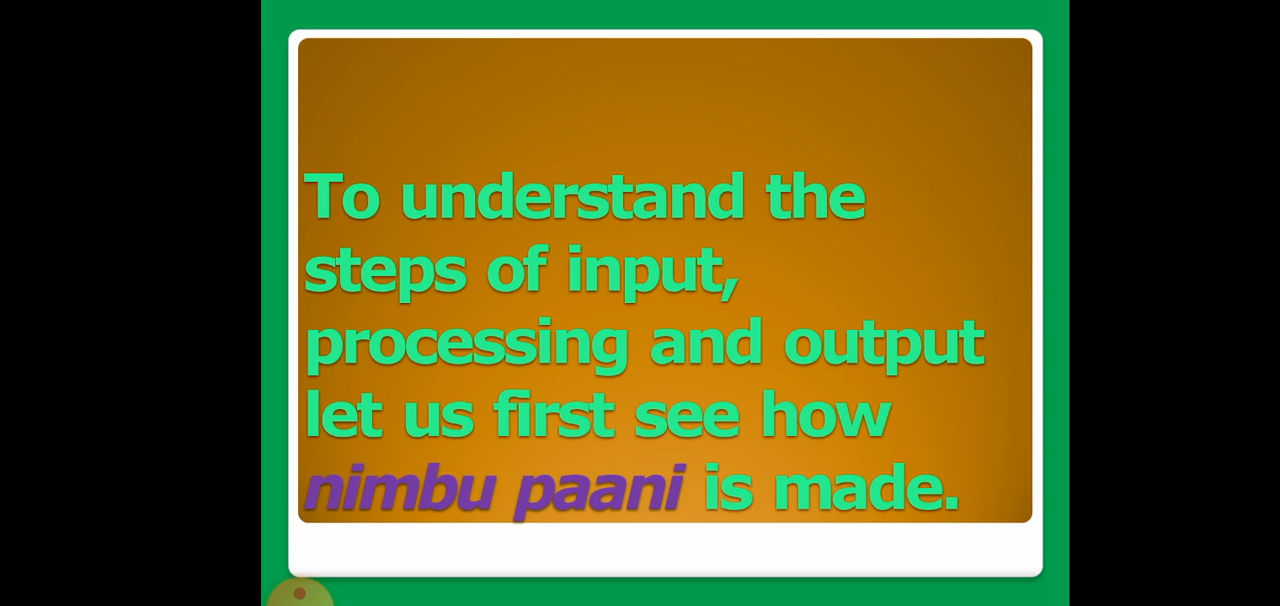 To understand the
steps of input,
processing and output
let us first see how
nimbu paani is made.